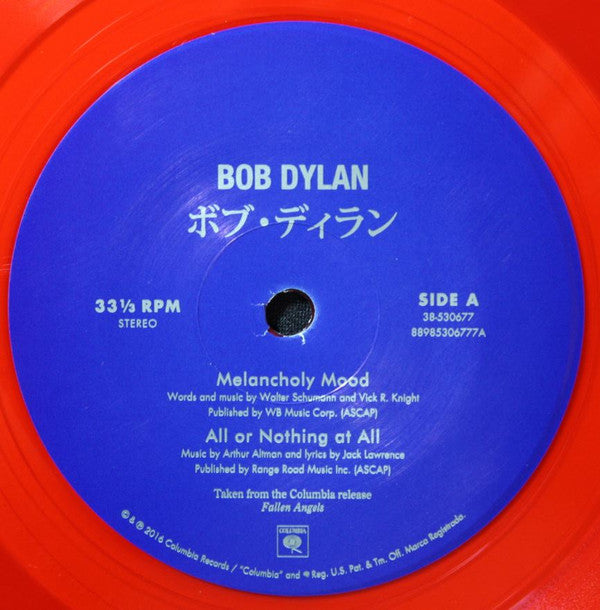 BOB DYLAN
ボブ・ディラン
33⅓ RPM
STEREO
SIDE A
38-530677
88985306777A
Melancholy Mood
Words and music by Walter Schumann and Vick R. Knight
Published by WB Music Corp. (ASCAP)
All or Nothing at All
Music by Arthur Altman and lyrics by Jack Lawrence
Published by Range Road Music Inc. (ASCAP)
Taken from the Columbia release
Fallen Angels
COLUMBIA
© & ℗ 2016 Columbia Records / "Columbia" and Reg. U.S. Pat. & Tm. Off. Marca Registrada.